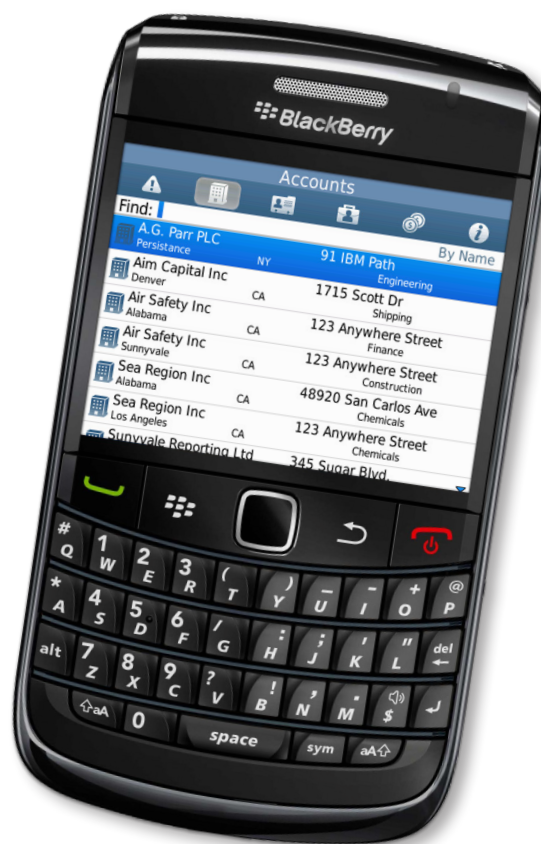 BlackBerry
Accounts
Find:
By Name
A.G. Parr PLC 91 IBM Path
Persistance NY Engineering
Aim Capital Inc 1715 Scott Dr
Denver CA Shipping
Air Safety Inc 123 Anywhere Street
Alabama CA Finance
Air Safety Inc 123 Anywhere Street
Sunnyvale CA Construction
Sea Region Inc 48920 San Carlos Ave
Alabama CA Chemicals
Sea Region Inc 123 Anywhere Street
Los Angeles CA Chemicals
Sunyvale Reporting Ltd 345 Sugar Blvd.
# 1 2 3 ( ) _ - + @
Q W E R T Y U I O P
* 4 5 6 / : ; ' " del
A S D F G H J K L
alt 7 8 9 ? ! , .
Z X C V B N M $
aA 0 space sym aA